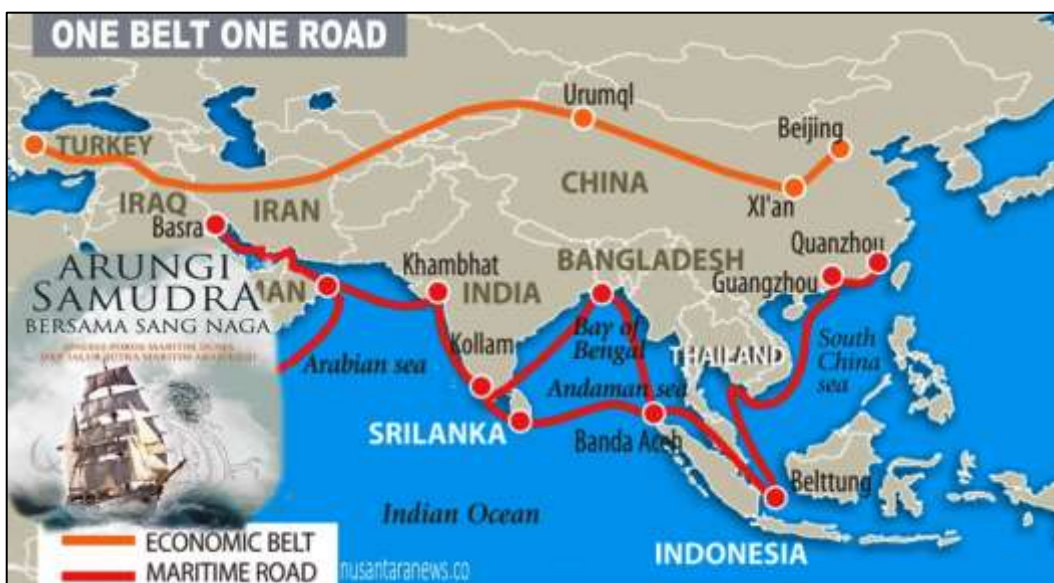 ONE BELT ONE ROAD
Urumql
Beijing
TURKEY
CHINA
XI'an
IRAQ
IRAN
Basra
Quanzhou
BANGLADESH
Khambhat
Guangzhou
INDIA
MAN
ARUNGI
SAMUDRA
BERSAMA SANG NAGA
Kollam
Bay of
Bengal
THAILAND
South
China
sea
Arabian sea
Andaman sea
SRILANKA
Banda Aceh
Belttung
Indian Ocean
INDONESIA
ECONOMIC BELT
MARITIME ROAD
nusantaranews.co